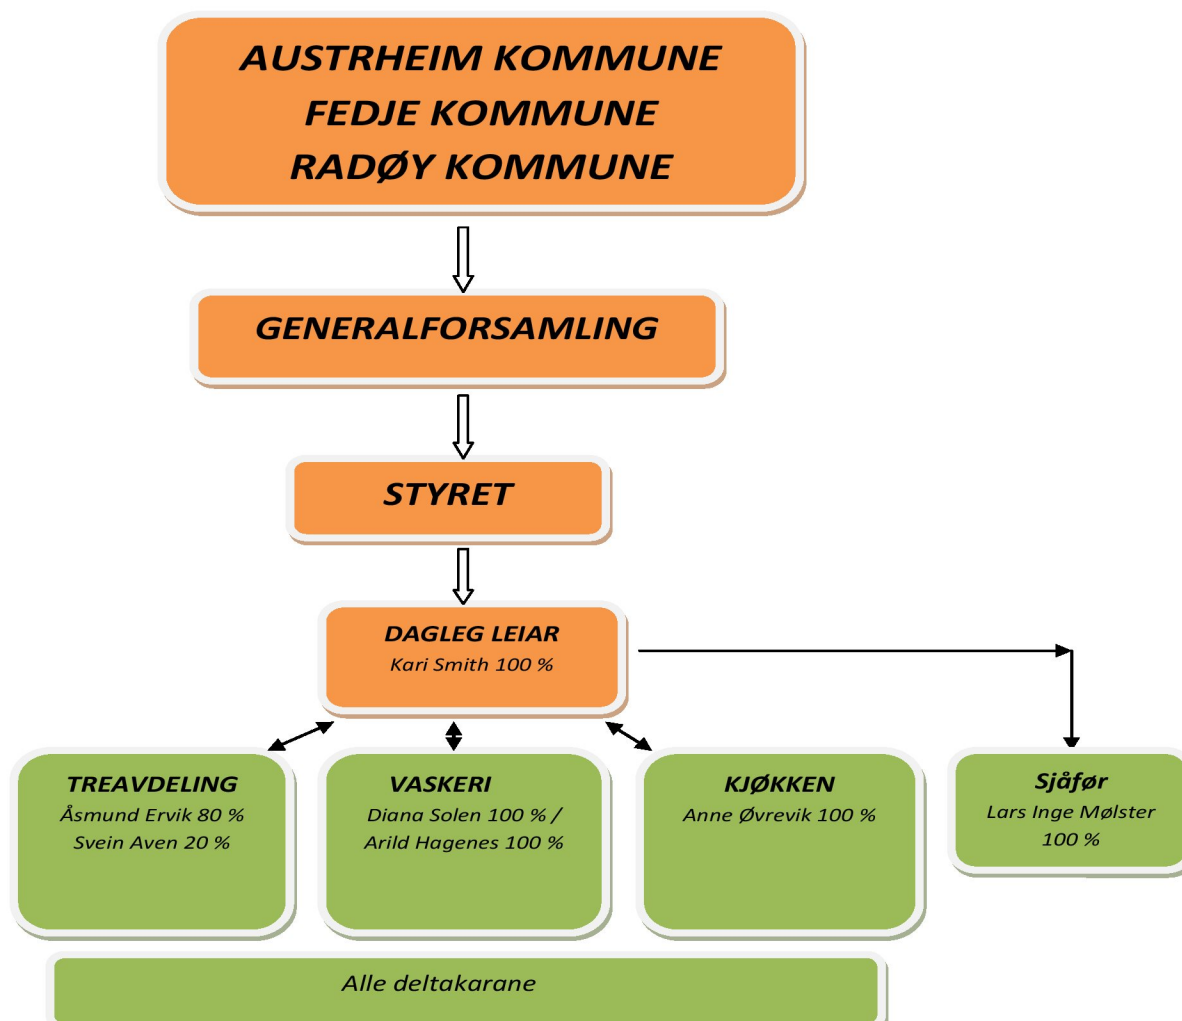 AUSTRHEIM KOMMUNE
FEDJE KOMMUNE
RADØY KOMMUNE
GENERALFORSAMLING
STYRET
DAGLEG LEIAR
Kari Smith 100 %
TREAVDELING
Åsmund Ervik 80 %
Svein Aven 20 %
VASKERI
Diana Solen 100 % /
Arild Hagenes 100 %
KJØKKEN
Anne Øvrevik 100 %
Sjåfør
Lars Inge Mølster
100 %
Alle deltakarane